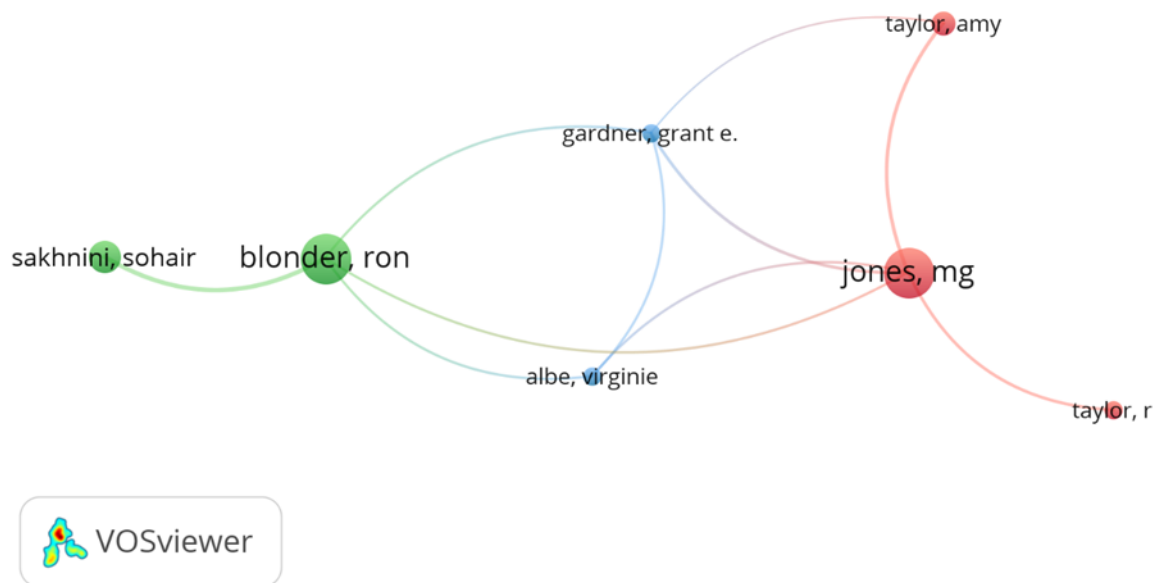 taylor, amy
gardner, grant e.
sakhnini, sohair
blonder, ron
jones, mg
albe, virginie
taylor, r
VOSviewer